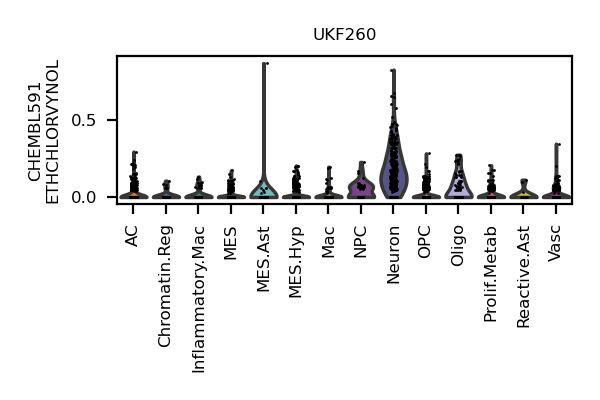 UKF260
CHEMBL591
ETHCHLORVYNOL
0.5
0.0
AC
Chromatin.Reg
Inflammatory.Mac
MES
MES.Ast
MES.Hyp
Mac
NPC
Neuron
OPC
Oligo
Prolif.Metab
Reactive.Ast
Vasc